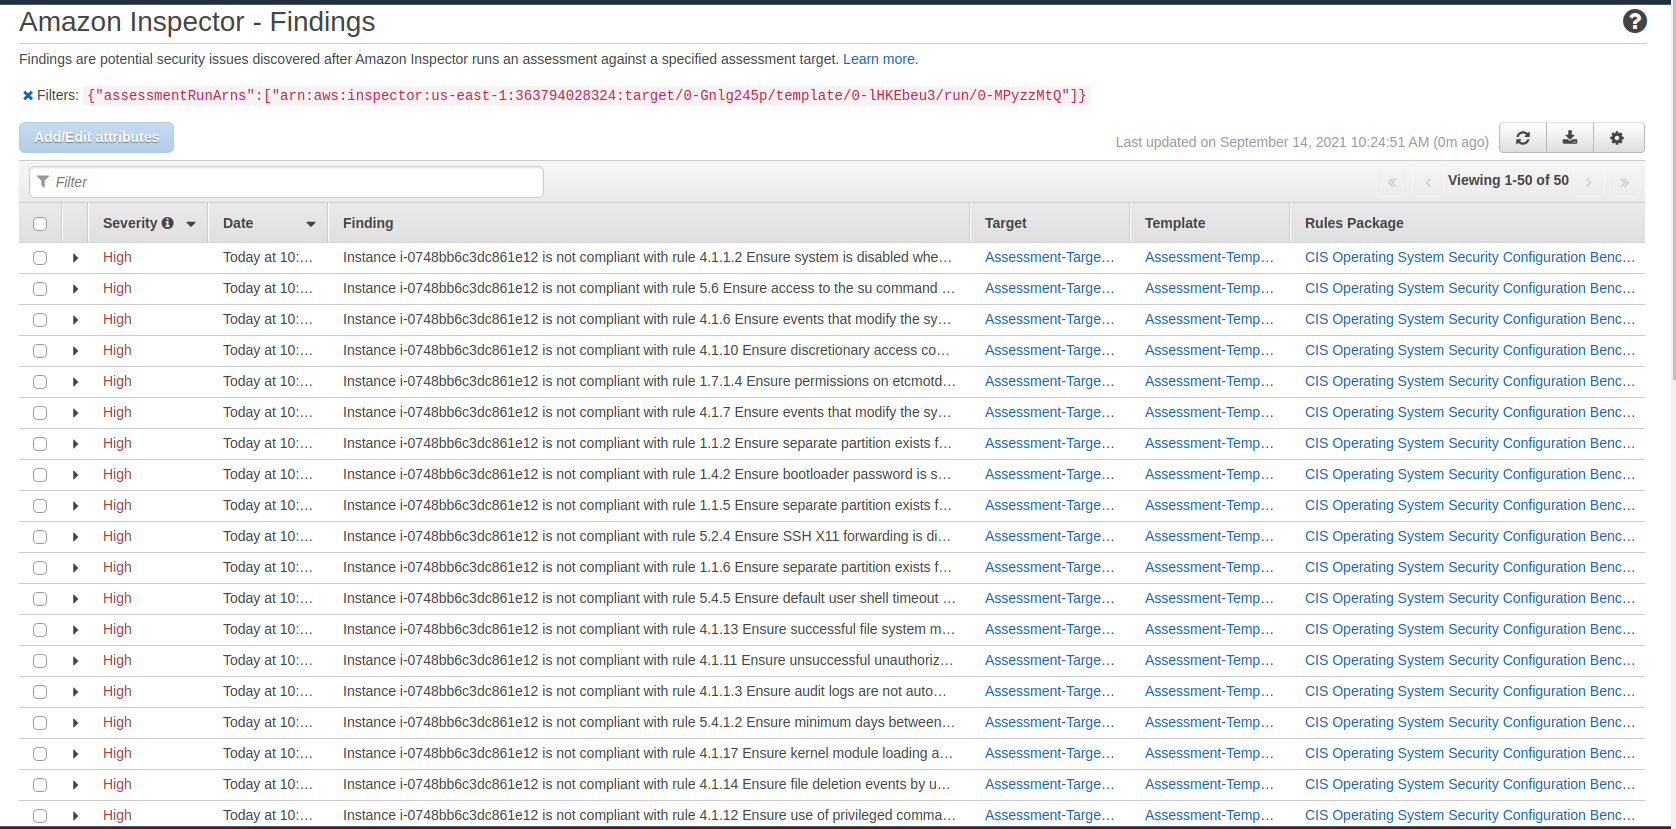 Amazon Inspector - Findings
Findings are potential security issues discovered after Amazon Inspector runs an assessment against a specified assessment target. Learn more.
Filters: {"assessmentRunArns":["arn:aws:inspector:us-east-1:363794028324:target/0-Gnlg245p/template/0-lHKEbeu3/run/0-MPyzzMtQ"]}
Add/Edit attributes Last updated on September 14, 2021 10:24:51 AM (0m ago)
Filter « ‹ Viewing 1-50 of 50 › »
Severity Date Finding Target Template Rules Package
High Today at 10:... Instance i-0748bb6c3dc861e12 is not compliant with rule 4.1.1.2 Ensure system is disabled whe... Assessment-Targe... Assessment-Temp... CIS Operating System Security Configuration Benc...
High Today at 10:... Instance i-0748bb6c3dc861e12 is not compliant with rule 5.6 Ensure access to the su command ... Assessment-Targe... Assessment-Temp... CIS Operating System Security Configuration Benc...
High Today at 10:... Instance i-0748bb6c3dc861e12 is not compliant with rule 4.1.6 Ensure events that modify the sy... Assessment-Targe... Assessment-Temp... CIS Operating System Security Configuration Benc...
High Today at 10:... Instance i-0748bb6c3dc861e12 is not compliant with rule 4.1.10 Ensure discretionary access co... Assessment-Targe... Assessment-Temp... CIS Operating System Security Configuration Benc...
High Today at 10:... Instance i-0748bb6c3dc861e12 is not compliant with rule 1.7.1.4 Ensure permissions on etcmotd... Assessment-Targe... Assessment-Temp... CIS Operating System Security Configuration Benc...
High Today at 10:... Instance i-0748bb6c3dc861e12 is not compliant with rule 4.1.7 Ensure events that modify the sy... Assessment-Targe... Assessment-Temp... CIS Operating System Security Configuration Benc...
High Today at 10:... Instance i-0748bb6c3dc861e12 is not compliant with rule 1.1.2 Ensure separate partition exists f... Assessment-Targe... Assessment-Temp... CIS Operating System Security Configuration Benc...
High Today at 10:... Instance i-0748bb6c3dc861e12 is not compliant with rule 1.4.2 Ensure bootloader password is s... Assessment-Targe... Assessment-Temp... CIS Operating System Security Configuration Benc...
High Today at 10:... Instance i-0748bb6c3dc861e12 is not compliant with rule 1.1.5 Ensure separate partition exists f... Assessment-Targe... Assessment-Temp... CIS Operating System Security Configuration Benc...
High Today at 10:... Instance i-0748bb6c3dc861e12 is not compliant with rule 5.2.4 Ensure SSH X11 forwarding is di... Assessment-Targe... Assessment-Temp... CIS Operating System Security Configuration Benc...
High Today at 10:... Instance i-0748bb6c3dc861e12 is not compliant with rule 1.1.6 Ensure separate partition exists f... Assessment-Targe... Assessment-Temp... CIS Operating System Security Configuration Benc...
High Today at 10:... Instance i-0748bb6c3dc861e12 is not compliant with rule 5.4.5 Ensure default user shell timeout ... Assessment-Targe... Assessment-Temp... CIS Operating System Security Configuration Benc...
High Today at 10:... Instance i-0748bb6c3dc861e12 is not compliant with rule 4.1.13 Ensure successful file system m... Assessment-Targe... Assessment-Temp... CIS Operating System Security Configuration Benc...
High Today at 10:... Instance i-0748bb6c3dc861e12 is not compliant with rule 4.1.11 Ensure unsuccessful unauthoriz... Assessment-Targe... Assessment-Temp... CIS Operating System Security Configuration Benc...
High Today at 10:... Instance i-0748bb6c3dc861e12 is not compliant with rule 4.1.1.3 Ensure audit logs are not auto... Assessment-Targe... Assessment-Temp... CIS Operating System Security Configuration Benc...
High Today at 10:... Instance i-0748bb6c3dc861e12 is not compliant with rule 5.4.1.2 Ensure minimum days between... Assessment-Targe... Assessment-Temp... CIS Operating System Security Configuration Benc...
High Today at 10:... Instance i-0748bb6c3dc861e12 is not compliant with rule 4.1.17 Ensure kernel module loading a... Assessment-Targe... Assessment-Temp... CIS Operating System Security Configuration Benc...
High Today at 10:... Instance i-0748bb6c3dc861e12 is not compliant with rule 4.1.14 Ensure file deletion events by u... Assessment-Targe... Assessment-Temp... CIS Operating System Security Configuration Benc...
High Today at 10:... Instance i-0748bb6c3dc861e12 is not compliant with rule 4.1.12 Ensure use of privileged comma... Assessment-Targe... Assessment-Temp... CIS Operating System Security Configuration Benc...